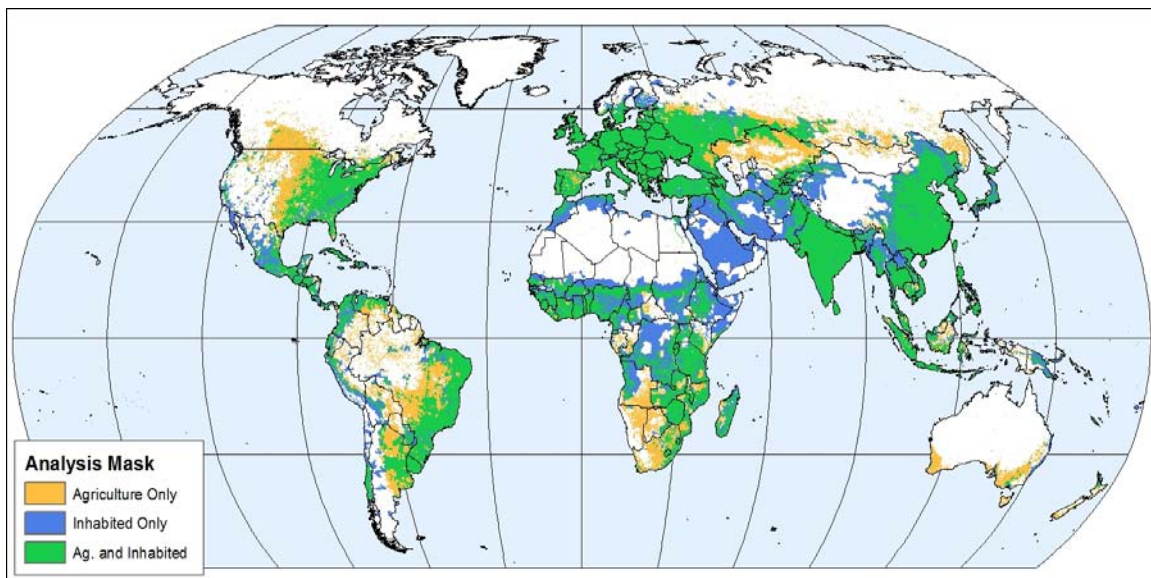 Analysis Mask
Agriculture Only
Inhabited Only
Ag. and Inhabited